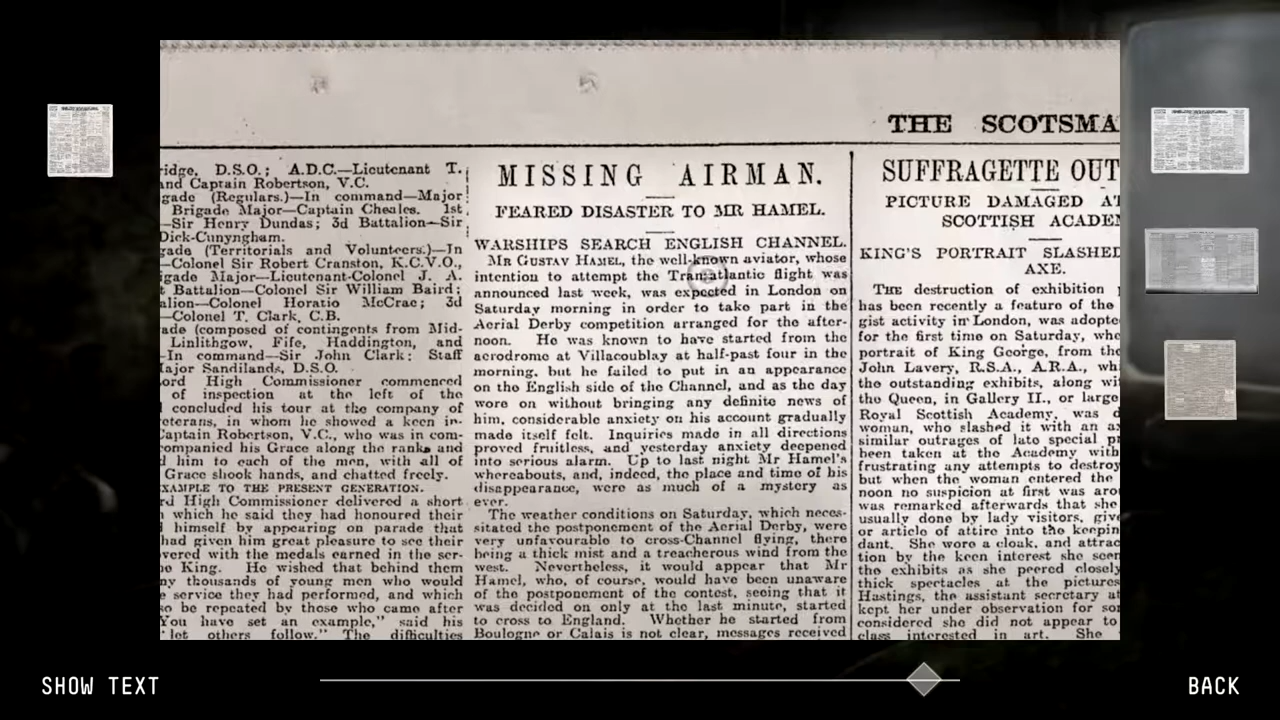 THE SCOTSMA
ridge, D.S.O.; A.D.C.—Lieutenant T.
and Captain Robertson, V.C.
gade (Regulars.)—In command—Major
Brigade Major—Captain Cheales. 1st
—Sir Henry Dundas; 3d Battalion—Sir
Dick-Cunyngham.
gade (Territorials and Volunteers.)—In
—Colonel Sir Robert Cranston, K.C.V.O.,
igade Major—Lieutenant-Colonel J. A.
t Battalion—Colonel Sir William Baird;
alion—Colonel Horatio McCrae; 3d
—Colonel T. Clark, C.B.
ade (composed of contingents from Mid-
Linlithgow, Fife, Haddington, and
—In command—Sir John Clark; Staff
Major Sandilands, D.S.O.
ord High Commissioner commenced
of inspection at the left of the
l concluded his tour at the company of
veterans, in whom he showed a keen in-
Captain Robertson, V.C., who was in com-
companied his Grace along the ranks and
d him to each of the men, with all of
Grace shook hands, and chatted freely.
EXAMPLE TO THE PRESENT GENERATION.
rd High Commissioner delivered a short
n which he said they had honoured their
l himself by appearing on parade that
had given him great pleasure to see their
vered with the medals earned in the ser-
he King. He wished that behind them
ny thousands of young men who would
e service they had performed, and which
so be repeated by those who came after
You have set an example," said his
"let others follow." The difficulties
MISSING AIRMAN.
FEARED DISASTER TO MR HAMEL.
WARSHIPS SEARCH ENGLISH CHANNEL.
MR GUSTAV HAMEL, the well-known aviator, whose
intention to attempt the Transatlantic flight was
announced last week, was expected in London on
Saturday morning in order to take part in the
Aerial Derby competition arranged for the after-
noon. He was known to have started from the
aerodrome at Villacoublay at half-past four in the
morning, but he failed to put in an appearance
on the English side of the Channel, and as the day
wore on without bringing any definite news of
him, considerable anxiety on his account gradually
made itself felt. Inquiries made in all directions
proved fruitless, and yesterday anxiety deepened
into serious alarm. Up to last night Mr Hamel's
whereabouts, and, indeed, the place and time of his
disappearance, were as much of a mystery as
ever.
The weather conditions on Saturday, which neces-
sitated the postponement of the Aerial Derby, were
very unfavourable to cross-Channel flying, there
being a thick mist and a treacherous wind from the
west. Nevertheless, it would appear that Mr
Hamel, who, of course, would have been unaware
of the postponement of the contest, seeing that it
was decided on only at the last minute, started
to cross to England. Whether he started from
Boulogne or Calais is not clear, messages received
SUFFRAGETTE OUT
PICTURE DAMAGED AT
SCOTTISH ACADEM
KING'S PORTRAIT SLASHED
AXE.
THE destruction of exhibition p
has been recently a feature of the
gist activity in London, was adopte
for the first time on Saturday, whe
portrait of King George, from the
John Lavery, R.S.A., A.R.A., wh
the outstanding exhibits, along wi
the Queen, in Gallery II., or large
Royal Scottish Academy, was d
woman, who slashed it with an ax
similar outrages of late special pr
been taken at the Academy with
frustrating any attempts to destroy
but when the woman entered the
noon no suspicion at first was arou
was remarked afterwards that she
usually done by lady visitors, give
or article of attire into the keepin
dant. She wore a cloak, and attrac
tion by the keen interest she seem
the exhibits as she peered closely
thick spectacles at the pictures
Hastings, the assistant secretary at
kept her under observation for som
considered she did not appear to
class interested in art. She
SHOW TEXT
BACK